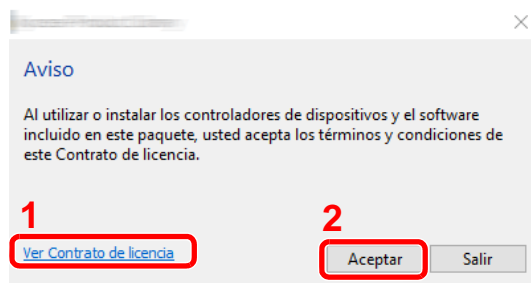 Aviso
Al utilizar o instalar los controladores de dispositivos y el software
incluido en este paquete, usted acepta los términos y condiciones de
este Contrato de licencia.
1
2
Ver Contrato de licencia
Aceptar
Salir